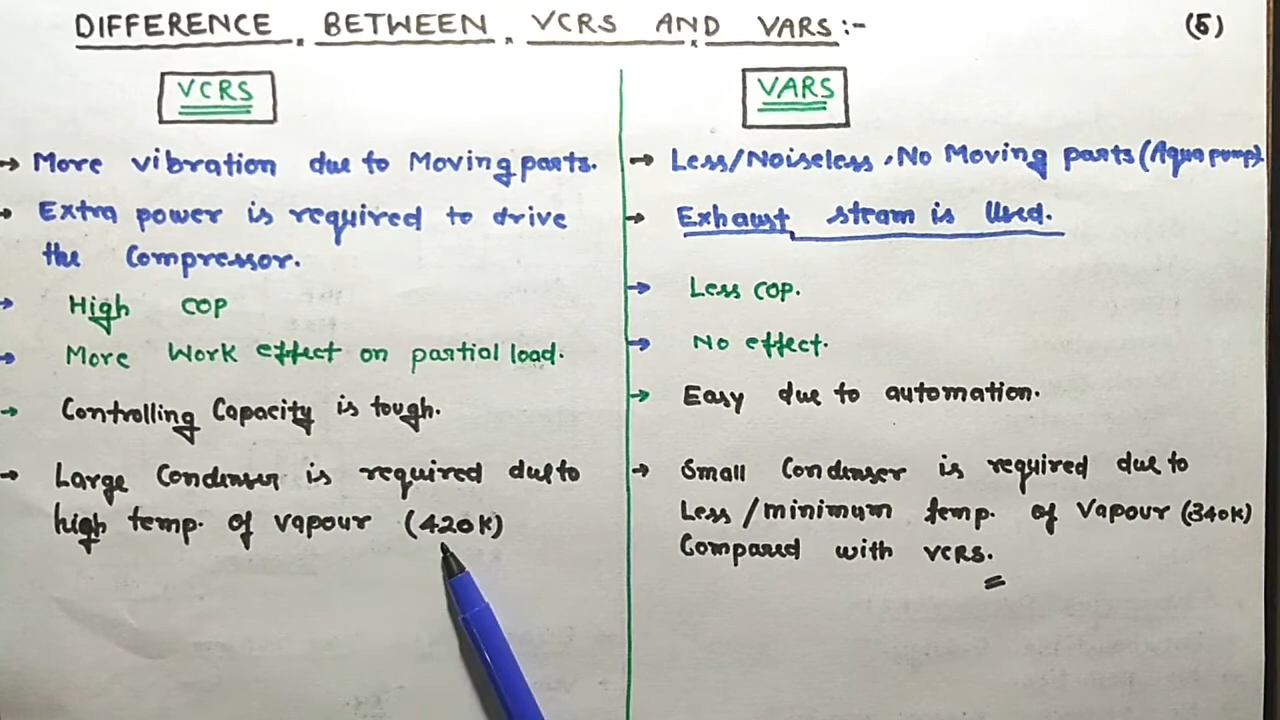 DIFFERENCE BETWEEN VCRS AND VARS:- (5)
VCRS
→ More vibration due to Moving parts.
→ Extra power is required to drive
the Compressor.
→ High COP
→ More Work effect on partial load.
→ Controlling Capacity is tough.
→ Large Condenser is required due to
high temp. of vapour (420K)
VARS
→ Less/Noiseless, No Moving parts (Aqua pump)
→ Exhaust steam is Used.
→ Less COP.
→ No effect.
→ Easy due to automation.
→ Small Condenser is required due to
Less/minimum temp. of Vapour (340K)
Compared with VCRS.